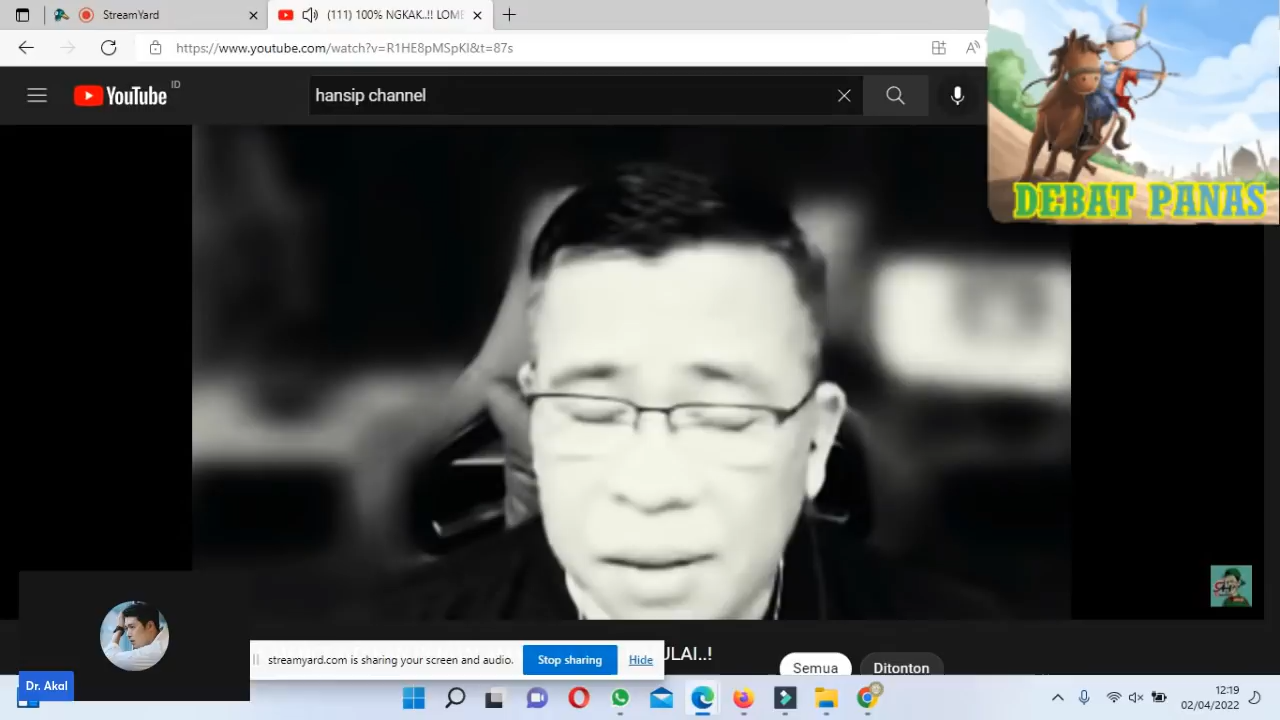 StreamYard
(111) 100% NGKAK..!! LOME
https://www.youtube.com/watch?v=R1HE8pMSpKI&t=87s
YouTube ID
hansip channel
DEBAT PANAS
streamyard.com is sharing your screen and audio.
Stop sharing
Hide
ULAI..!
Semua
Ditonton
Dr. Akal
12:19
02/04/2022